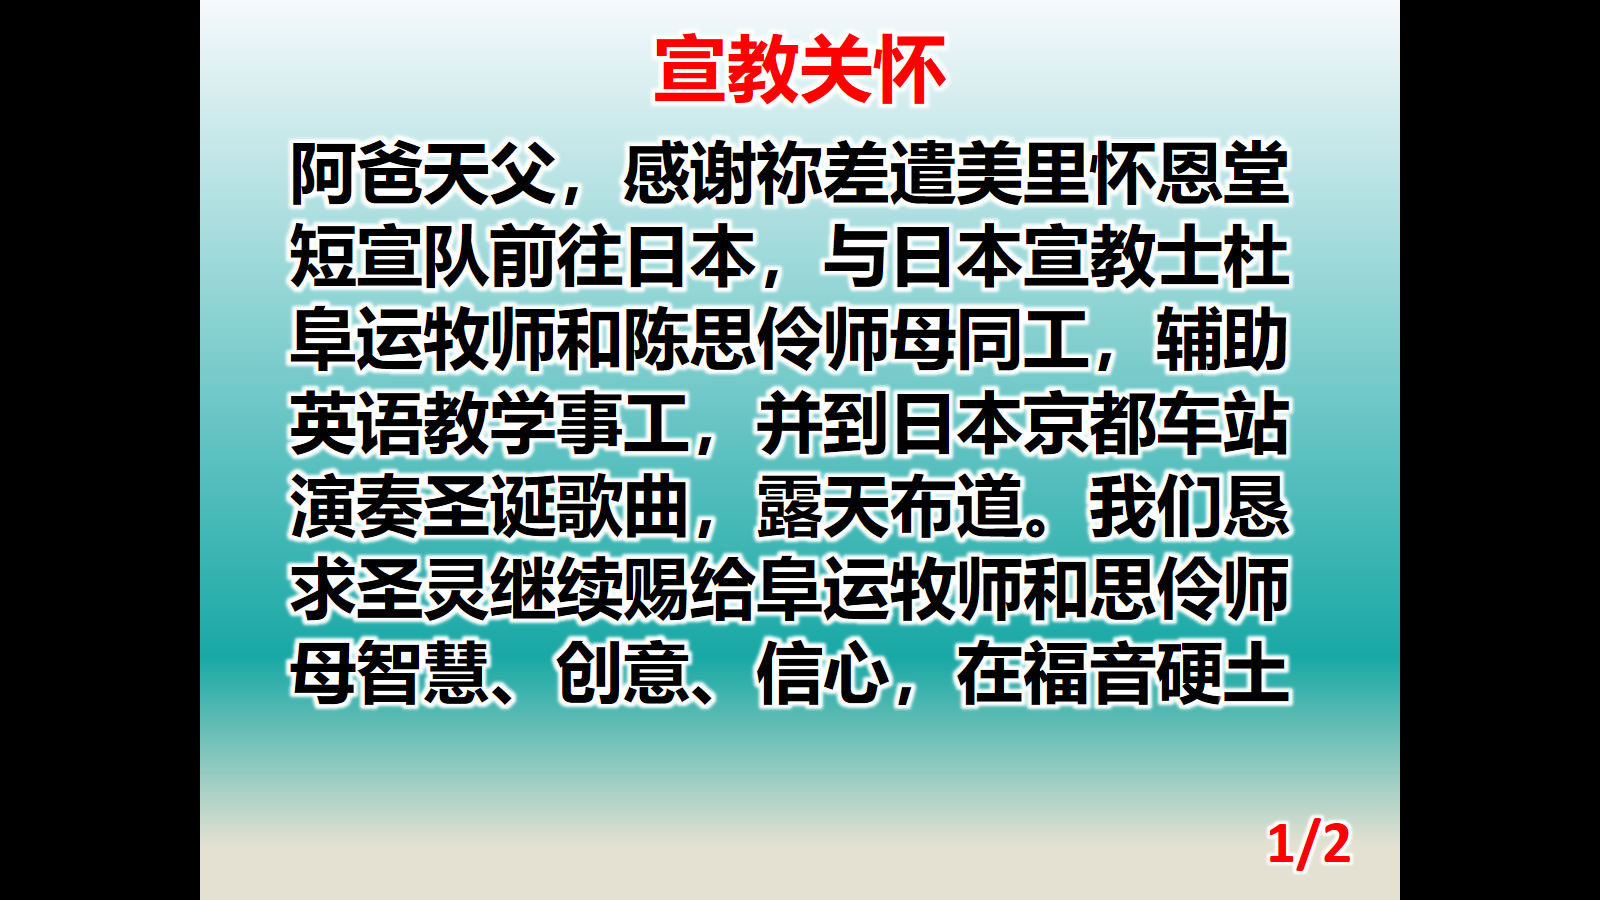 宣教关怀
阿爸天父，感谢祢差遣美里怀恩堂
短宣队前往日本，与日本宣教士杜
阜运牧师和陈思伶师母同工，辅助
英语教学事工，并到日本京都车站
演奏圣诞歌曲，露天布道。我们恳
求圣灵继续赐给阜运牧师和思伶师
母智慧、创意、信心，在福音硬土
1/2